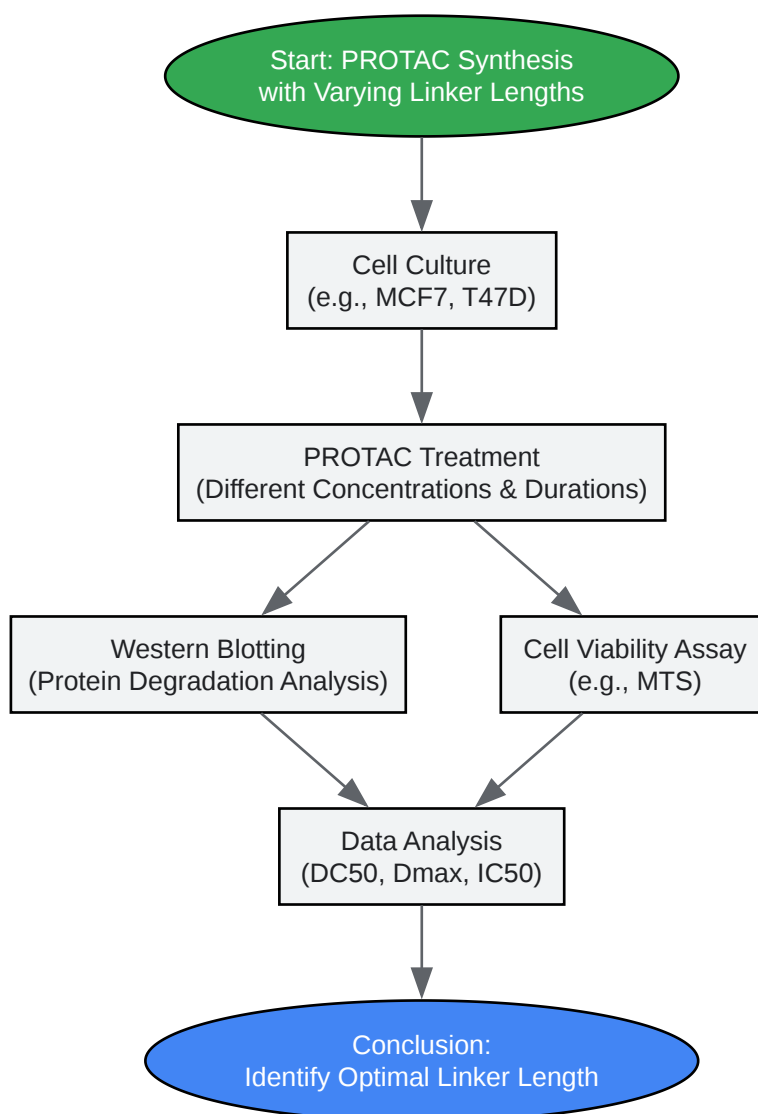 Start: PROTAC Synthesis
with Varying Linker Lengths
Cell Culture
(e.g., MCF7, T47D)
PROTAC Treatment
(Different Concentrations & Durations)
Western Blotting
(Protein Degradation Analysis)
Cell Viability Assay
(e.g., MTS)
Data Analysis
(DC50, Dmax, IC50)
Conclusion:
Identify Optimal Linker Length